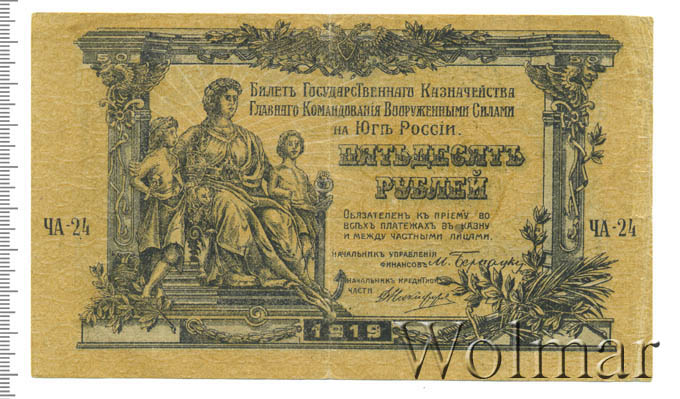 Билетъ Государственнаго Казначейства
Главнаго Командованія Вооруженными Силами
на Югѣ Россіи.
ПЯТЬДЕСЯТЪ
РУБЛЕЙ
Обязателенъ къ пріему во
всѣхъ платежахъ въ казну
и между частными лицами.
ЧА-24
ЧА-24
Начальникъ управленія
финансовъ
Начальникъ кредитной
части
1919
Wolmar